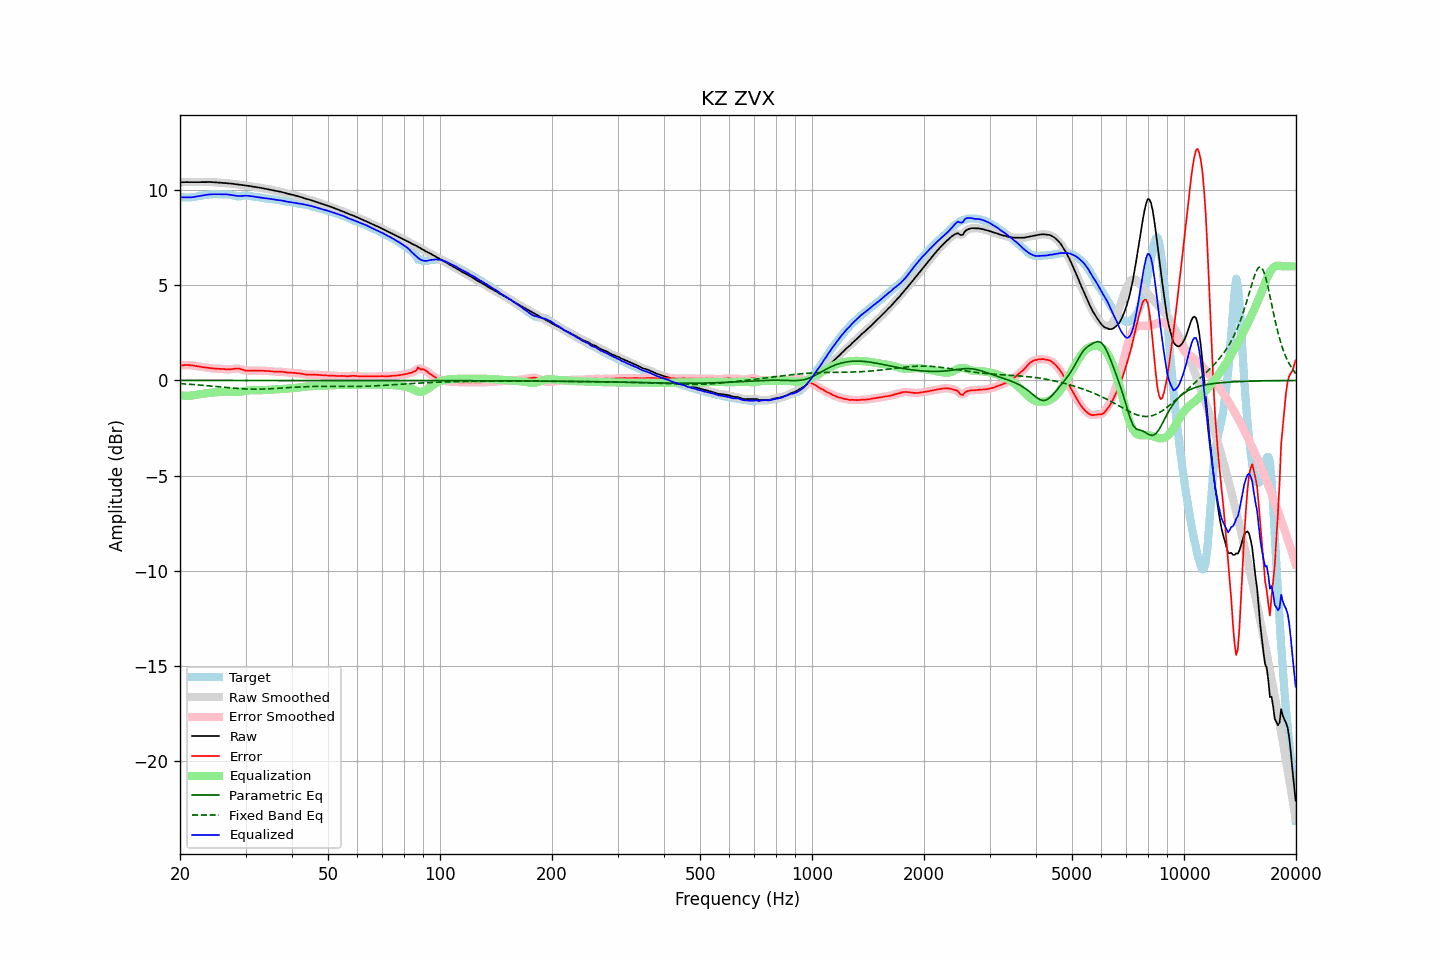 KZ ZVX
Amplitude (dBr)
10
5
0
−5
−10
−15
−20
Target
Raw Smoothed
Error Smoothed
Raw
Error
Equalization
Parametric Eq
Fixed Band Eq
Equalized
20 50 100 200 500 1000 2000 5000 10000 20000
Frequency (Hz)